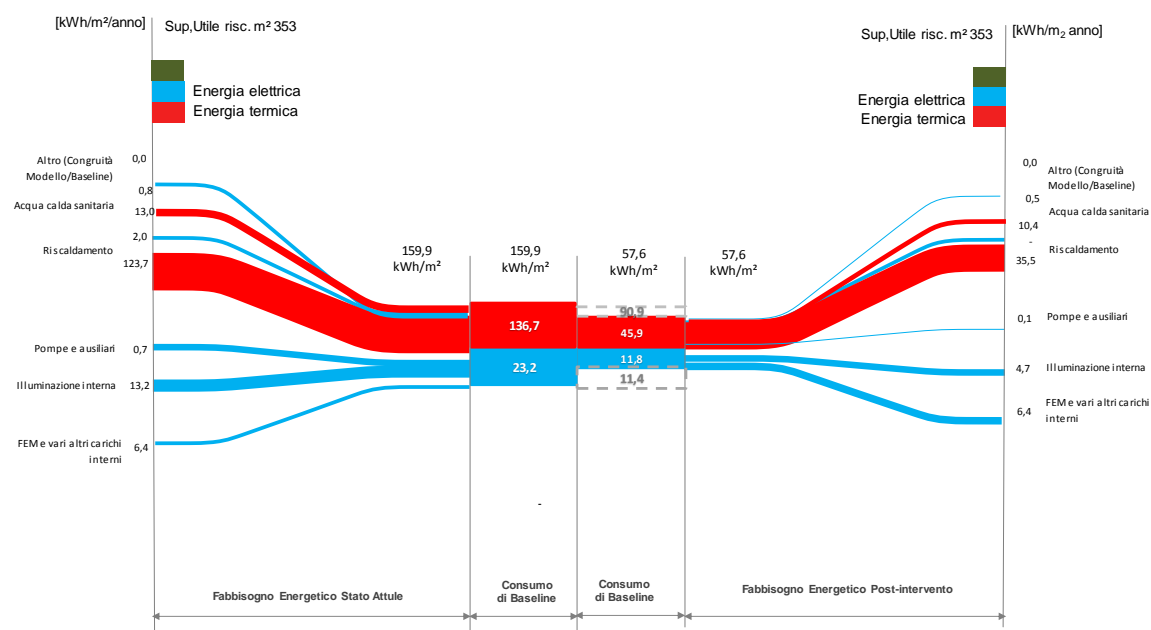 [kWh/m²/anno]
Sup,Utile risc. m² 353
Sup,Utile risc. m² 353
[kWh/m₂ anno]
Energia elettrica
Energia termica
Energia elettrica
Energia termica
Altro (Congruità
Modello/Baseline)
0,0
0,8
Acqua calda sanitaria
13,0
2,0
Riscaldamento
123,7
Pompe e ausiliari
0,7
Illuminazione interna
13,2
FEM e vari altri carichi
interni
6,4
159,9
kWh/m²
159,9
kWh/m²
57,6
kWh/m²
57,6
kWh/m²
136,7
23,2
90,9
45,9
11,8
11,4
-
0,0
Altro (Congruità
Modello/Baseline)
0,5
Acqua calda sanitaria
10,4
-
Riscaldamento
35,5
0,1
Pompe e ausiliari
4,7
Illuminazione interna
FEM e vari altri carichi
interni
6,4
Fabbisogno Energetico Stato Attule
Consumo
di Baseline
Consumo
di Baseline
Fabbisogno Energetico Post-intervento